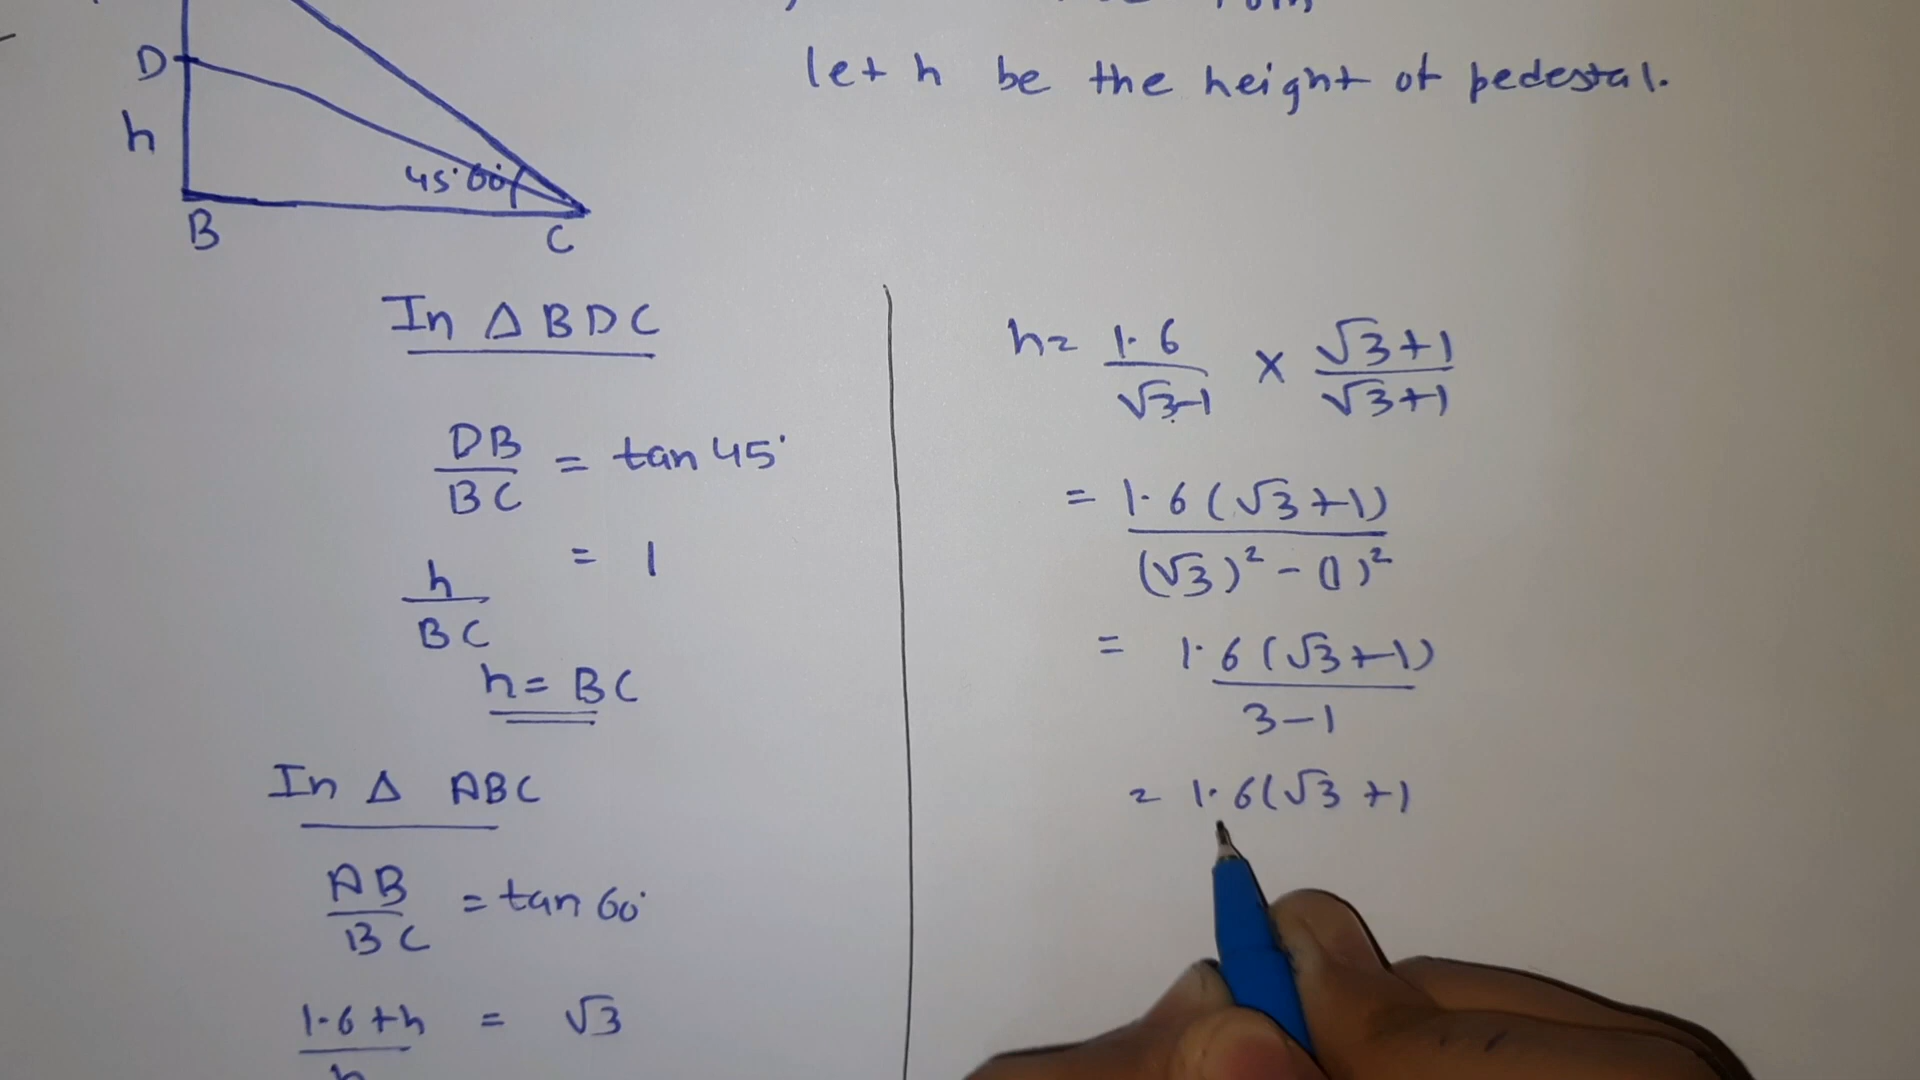 let h be the height of pedestal.
D
h
45° 60°
B
C
In Δ BDC
DB/BC = tan 45°
h/BC = 1
h = BC
In Δ ABC
AB/BC = tan 60°
1.6+h/h = √3
h = 1.6/√3-1 × √3+1/√3+1
= 1.6(√3+1)/(√3)² - (1)²
= 1.6(√3+1)/3-1
= 1.6(√3+1